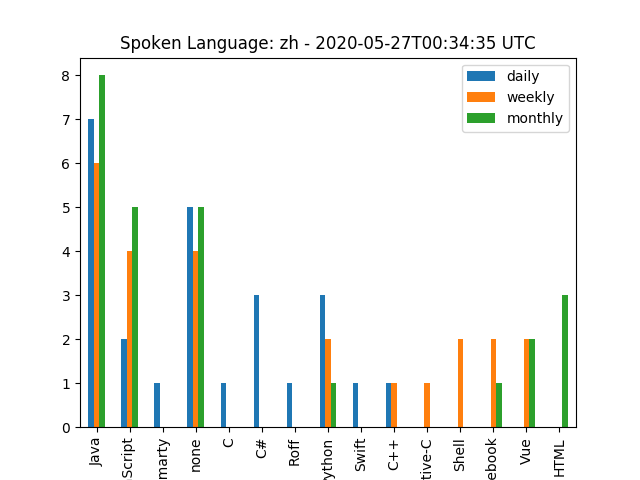 Spoken Language: zh - 2020-05-27T00:34:35 UTC
daily
weekly
monthly
8
7
6
5
4
3
2
1
0
Java
Script
marty
none
C
C#
Roff
ython
Swift
C++
tive-C
Shell
ebook
Vue
HTML